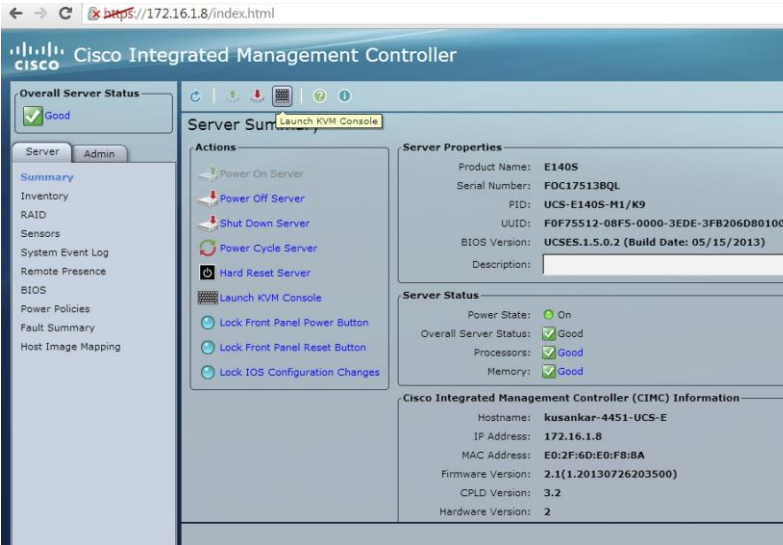 https://172.16.1.8/index.html
cisco Cisco Integrated Management Controller
Overall Server Status
Good
Server Admin
Summary
Inventory
RAID
Sensors
System Event Log
Remote Presence
BIOS
Power Policies
Fault Summary
Host Image Mapping
Launch KVM Console
Server
Actions
Power On Server
Power Off Server
Shut Down Server
Power Cycle Server
Hard Reset Server
Launch KVM Console
Lock Front Panel Power Button
Lock Front Panel Reset Button
Lock IOS Configuration Changes
Server Properties
Product Name: E140S
Serial Number: FOC17513BQL
PID: UCS-E140S-M1/K9
UUID: F0F75512-08F5-0000-3EDE-3FB206D80100
BIOS Version: UCSES.1.5.0.2 (Build Date: 05/15/2013)
Description:
Server Status
Power State: On
Overall Server Status: Good
Processors: Good
Memory: Good
Cisco Integrated Management Controller (CIMC) Information
Hostname: kusankar-4451-UCS-E
IP Address: 172.16.1.8
MAC Address: E0:2F:6D:E0:F8:8A
Firmware Version: 2.1(1.20130726203500)
CPLD Version: 3.2
Hardware Version: 2